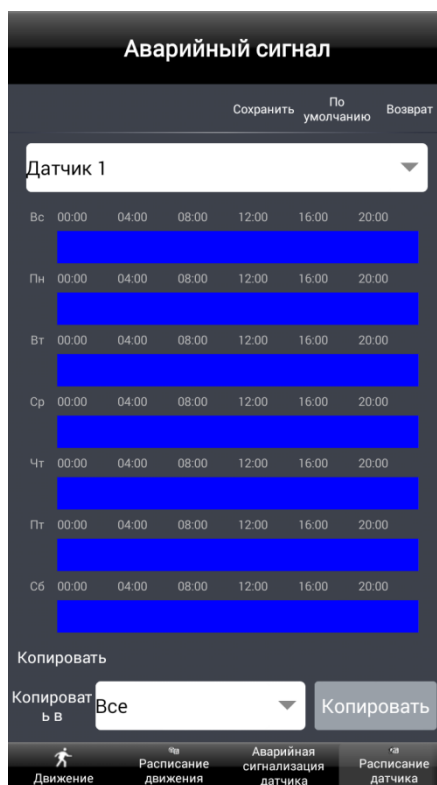 Аварийный сигнал
Сохранить
По
умолчанию
Возврат
Датчик 1
Вс 00:00 04:00 08:00 12:00 16:00 20:00
Пн 00:00 04:00 08:00 12:00 16:00 20:00
Вт 00:00 04:00 08:00 12:00 16:00 20:00
Ср 00:00 04:00 08:00 12:00 16:00 20:00
Чт 00:00 04:00 08:00 12:00 16:00 20:00
Пт 00:00 04:00 08:00 12:00 16:00 20:00
Сб 00:00 04:00 08:00 12:00 16:00 20:00
Копировать
Копироват
ь в
Все
Копировать
Движение
Расписание
движения
Аварийная
сигнализация
датчика
Расписание
датчика